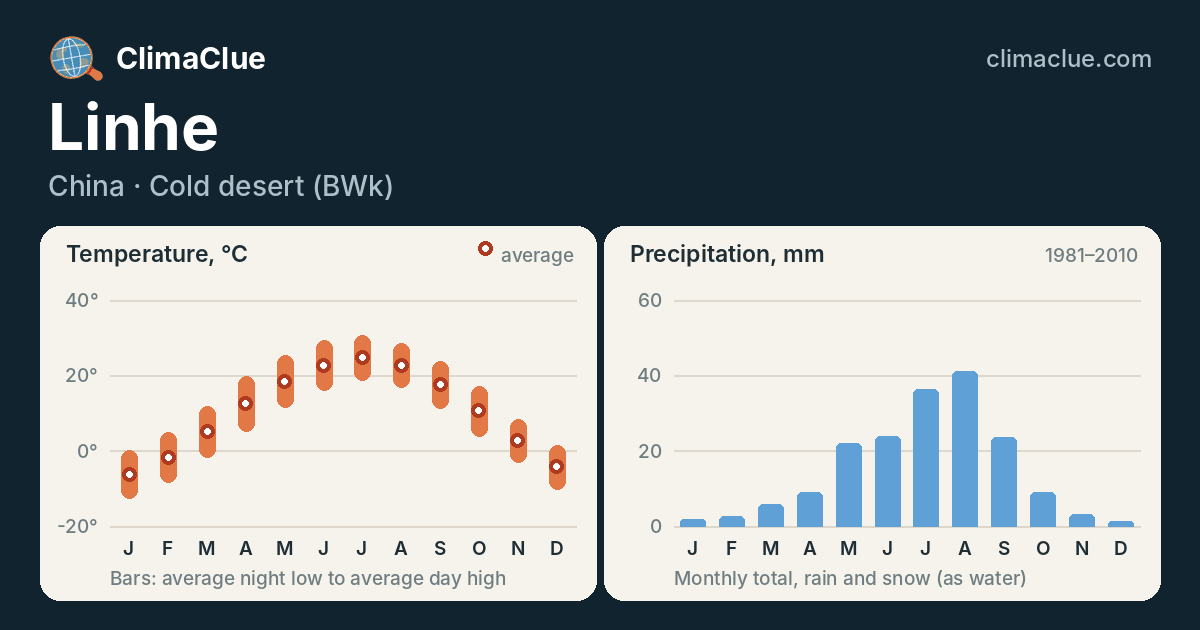 ClimaClue
climaclue.com
Linhe
China · Cold desert (BWk)
Temperature, °C
average
40°
20°
0°
-20°
J F M A M J J A S O N D
Bars: average night low to average day high
Precipitation, mm
1981–2010
60
40
20
0
J F M A M J J A S O N D
Monthly total, rain and snow (as water)